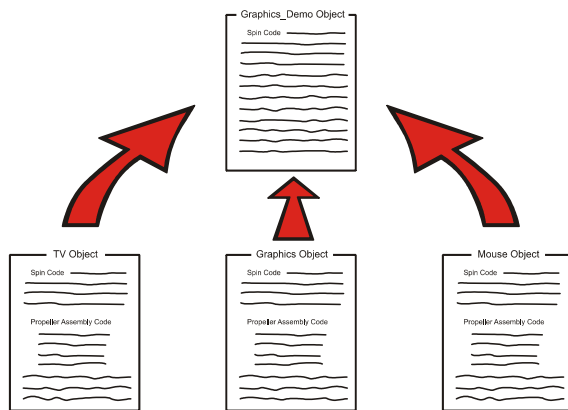 Graphics_Demo Object
Spin Code
TV Object
Spin Code
Propeller Assembly Code
Graphics Object
Spin Code
Propeller Assembly Code
Mouse Object
Spin Code
Propeller Assembly Code